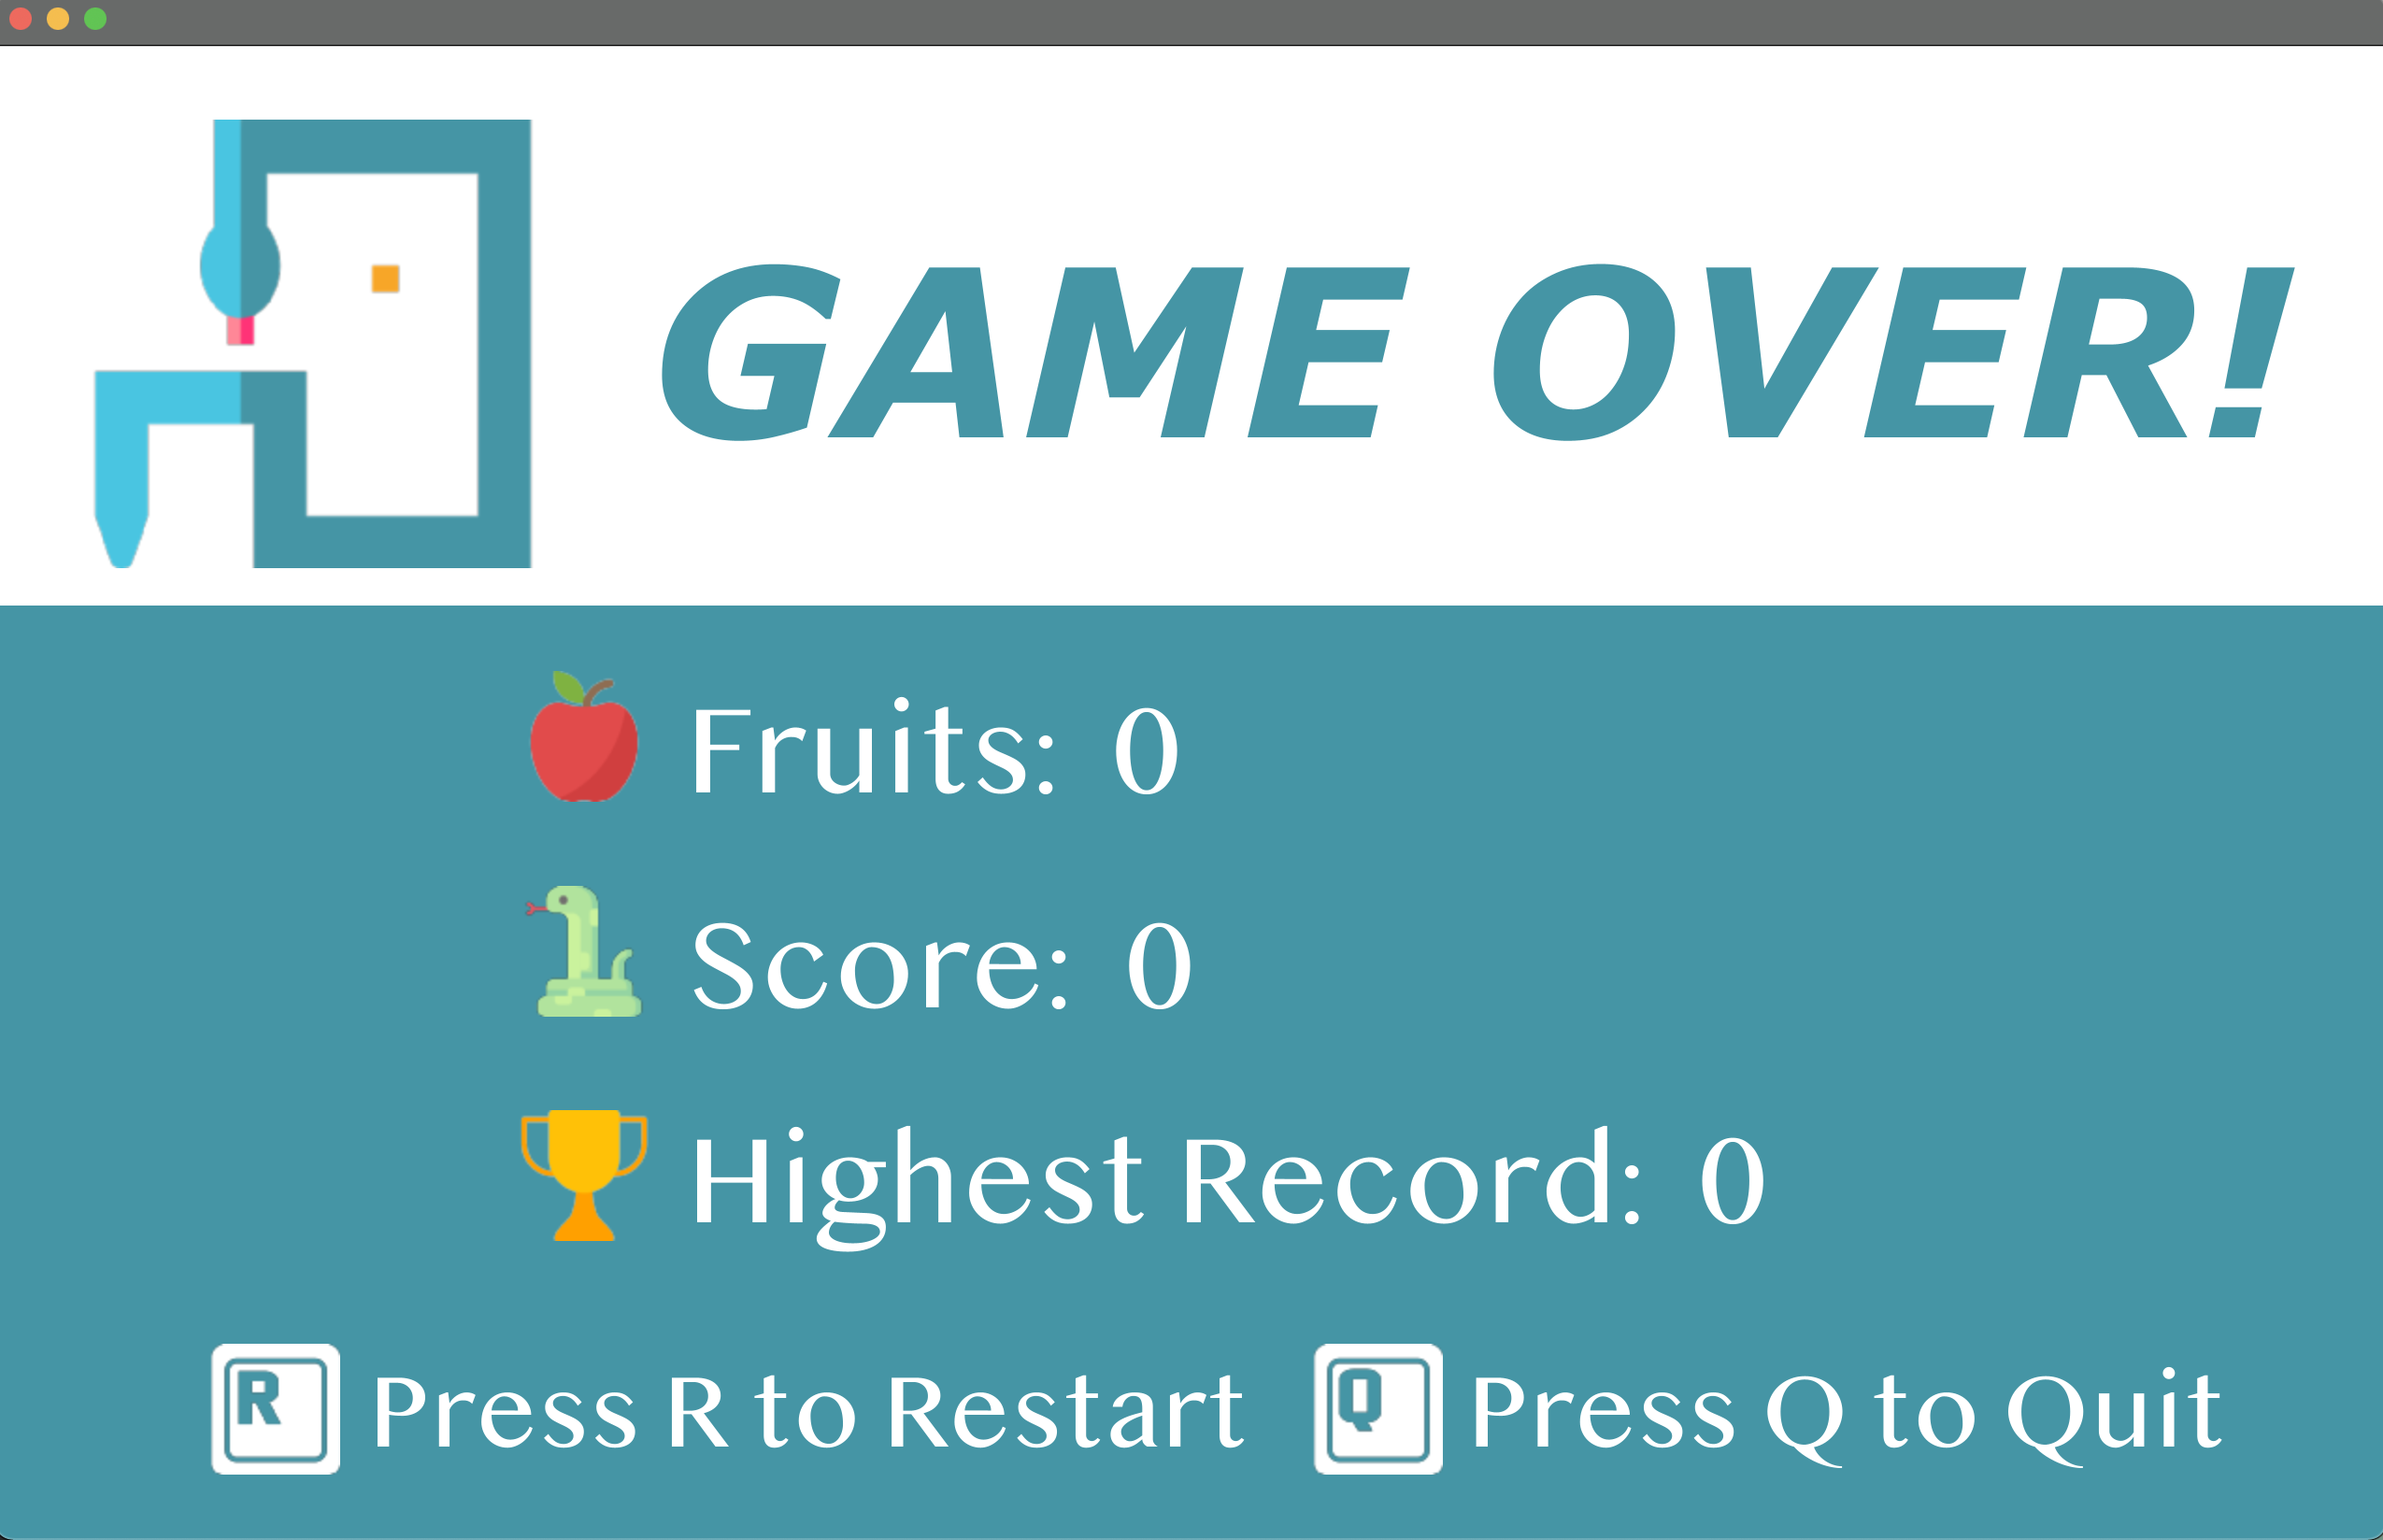 GAME OVER!
Fruits: 0
Score: 0
Highest Record: 0
R Press R to Restart Q Press Q to Quit